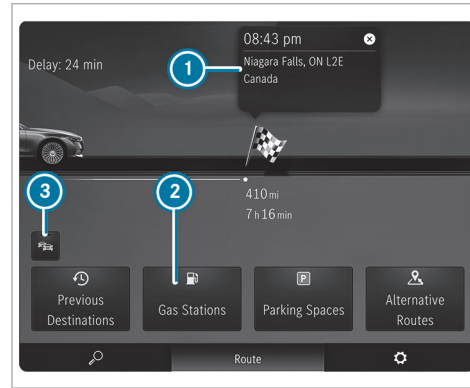 08:43 pm
Delay: 24 min
Niagara Falls, ON L2E
Canada
1
3
2
410 mi
7 h 16 min
P
Previous
Destinations
Gas Stations
Parking Spaces
Alternative
Routes
Route